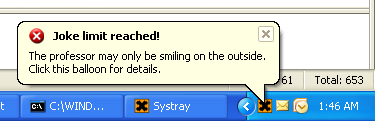 Joke limit reached!
The professor may only be smiling on the outside.
Click this balloon for details.
61 Total: 653
t C:\WIND... Systray 1:46 AM